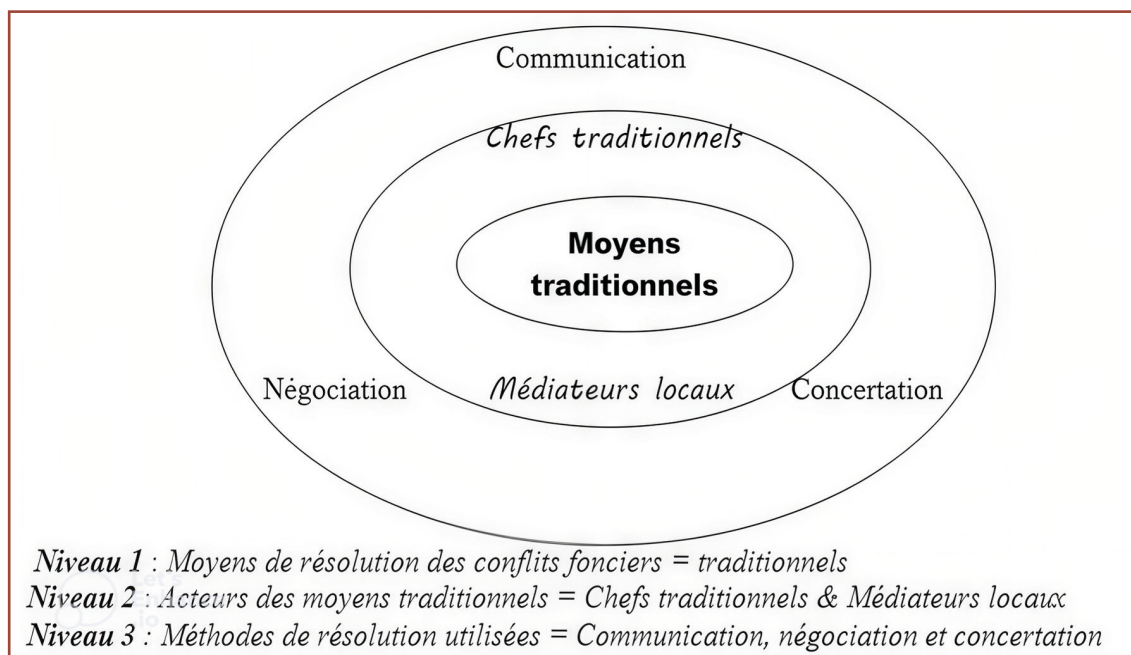 Communication
Chefs traditionnels
Moyens
traditionnels
Négociation
Médiateurs locaux
Concertation
Niveau 1 : Moyens de résolution des conflits fonciers = traditionnels
Niveau 2 : Acteurs des moyens traditionnels = Chefs traditionnels & Médiateurs locaux
Niveau 3 : Méthodes de résolution utilisées = Communication, négociation et concertation